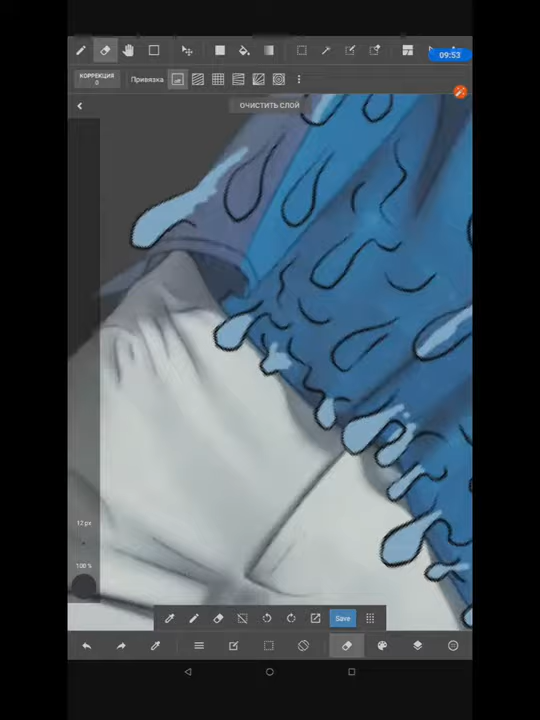 09:53
КОРРЕКЦИЯ
0
Привязка
ОЧИСТИТЬ СЛОЙ
12 px
100 %
Save